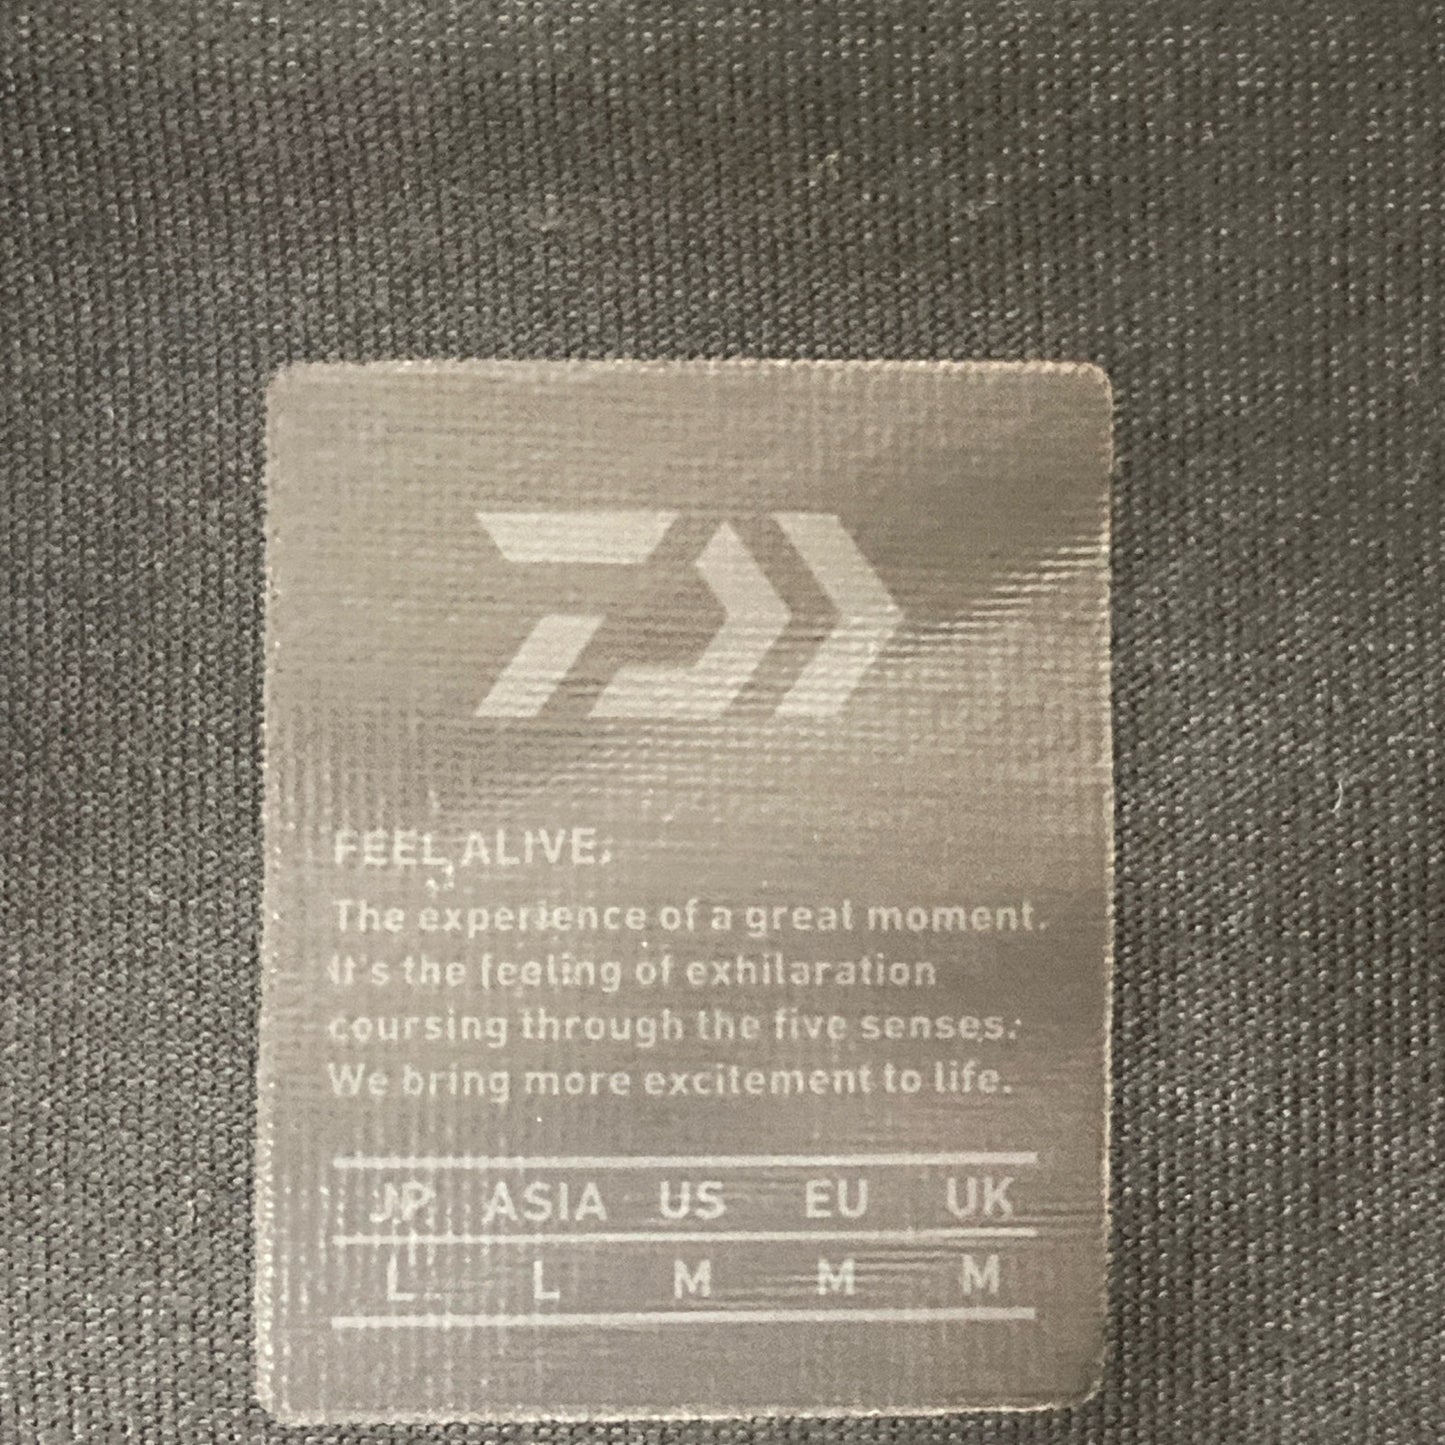 FEEL ALIVE.
The experience of a great moment.
It's the feeling of exhilaration
coursing through the five senses.
We bring more excitement to life.
JP ASIA US EU UK
L L M M M